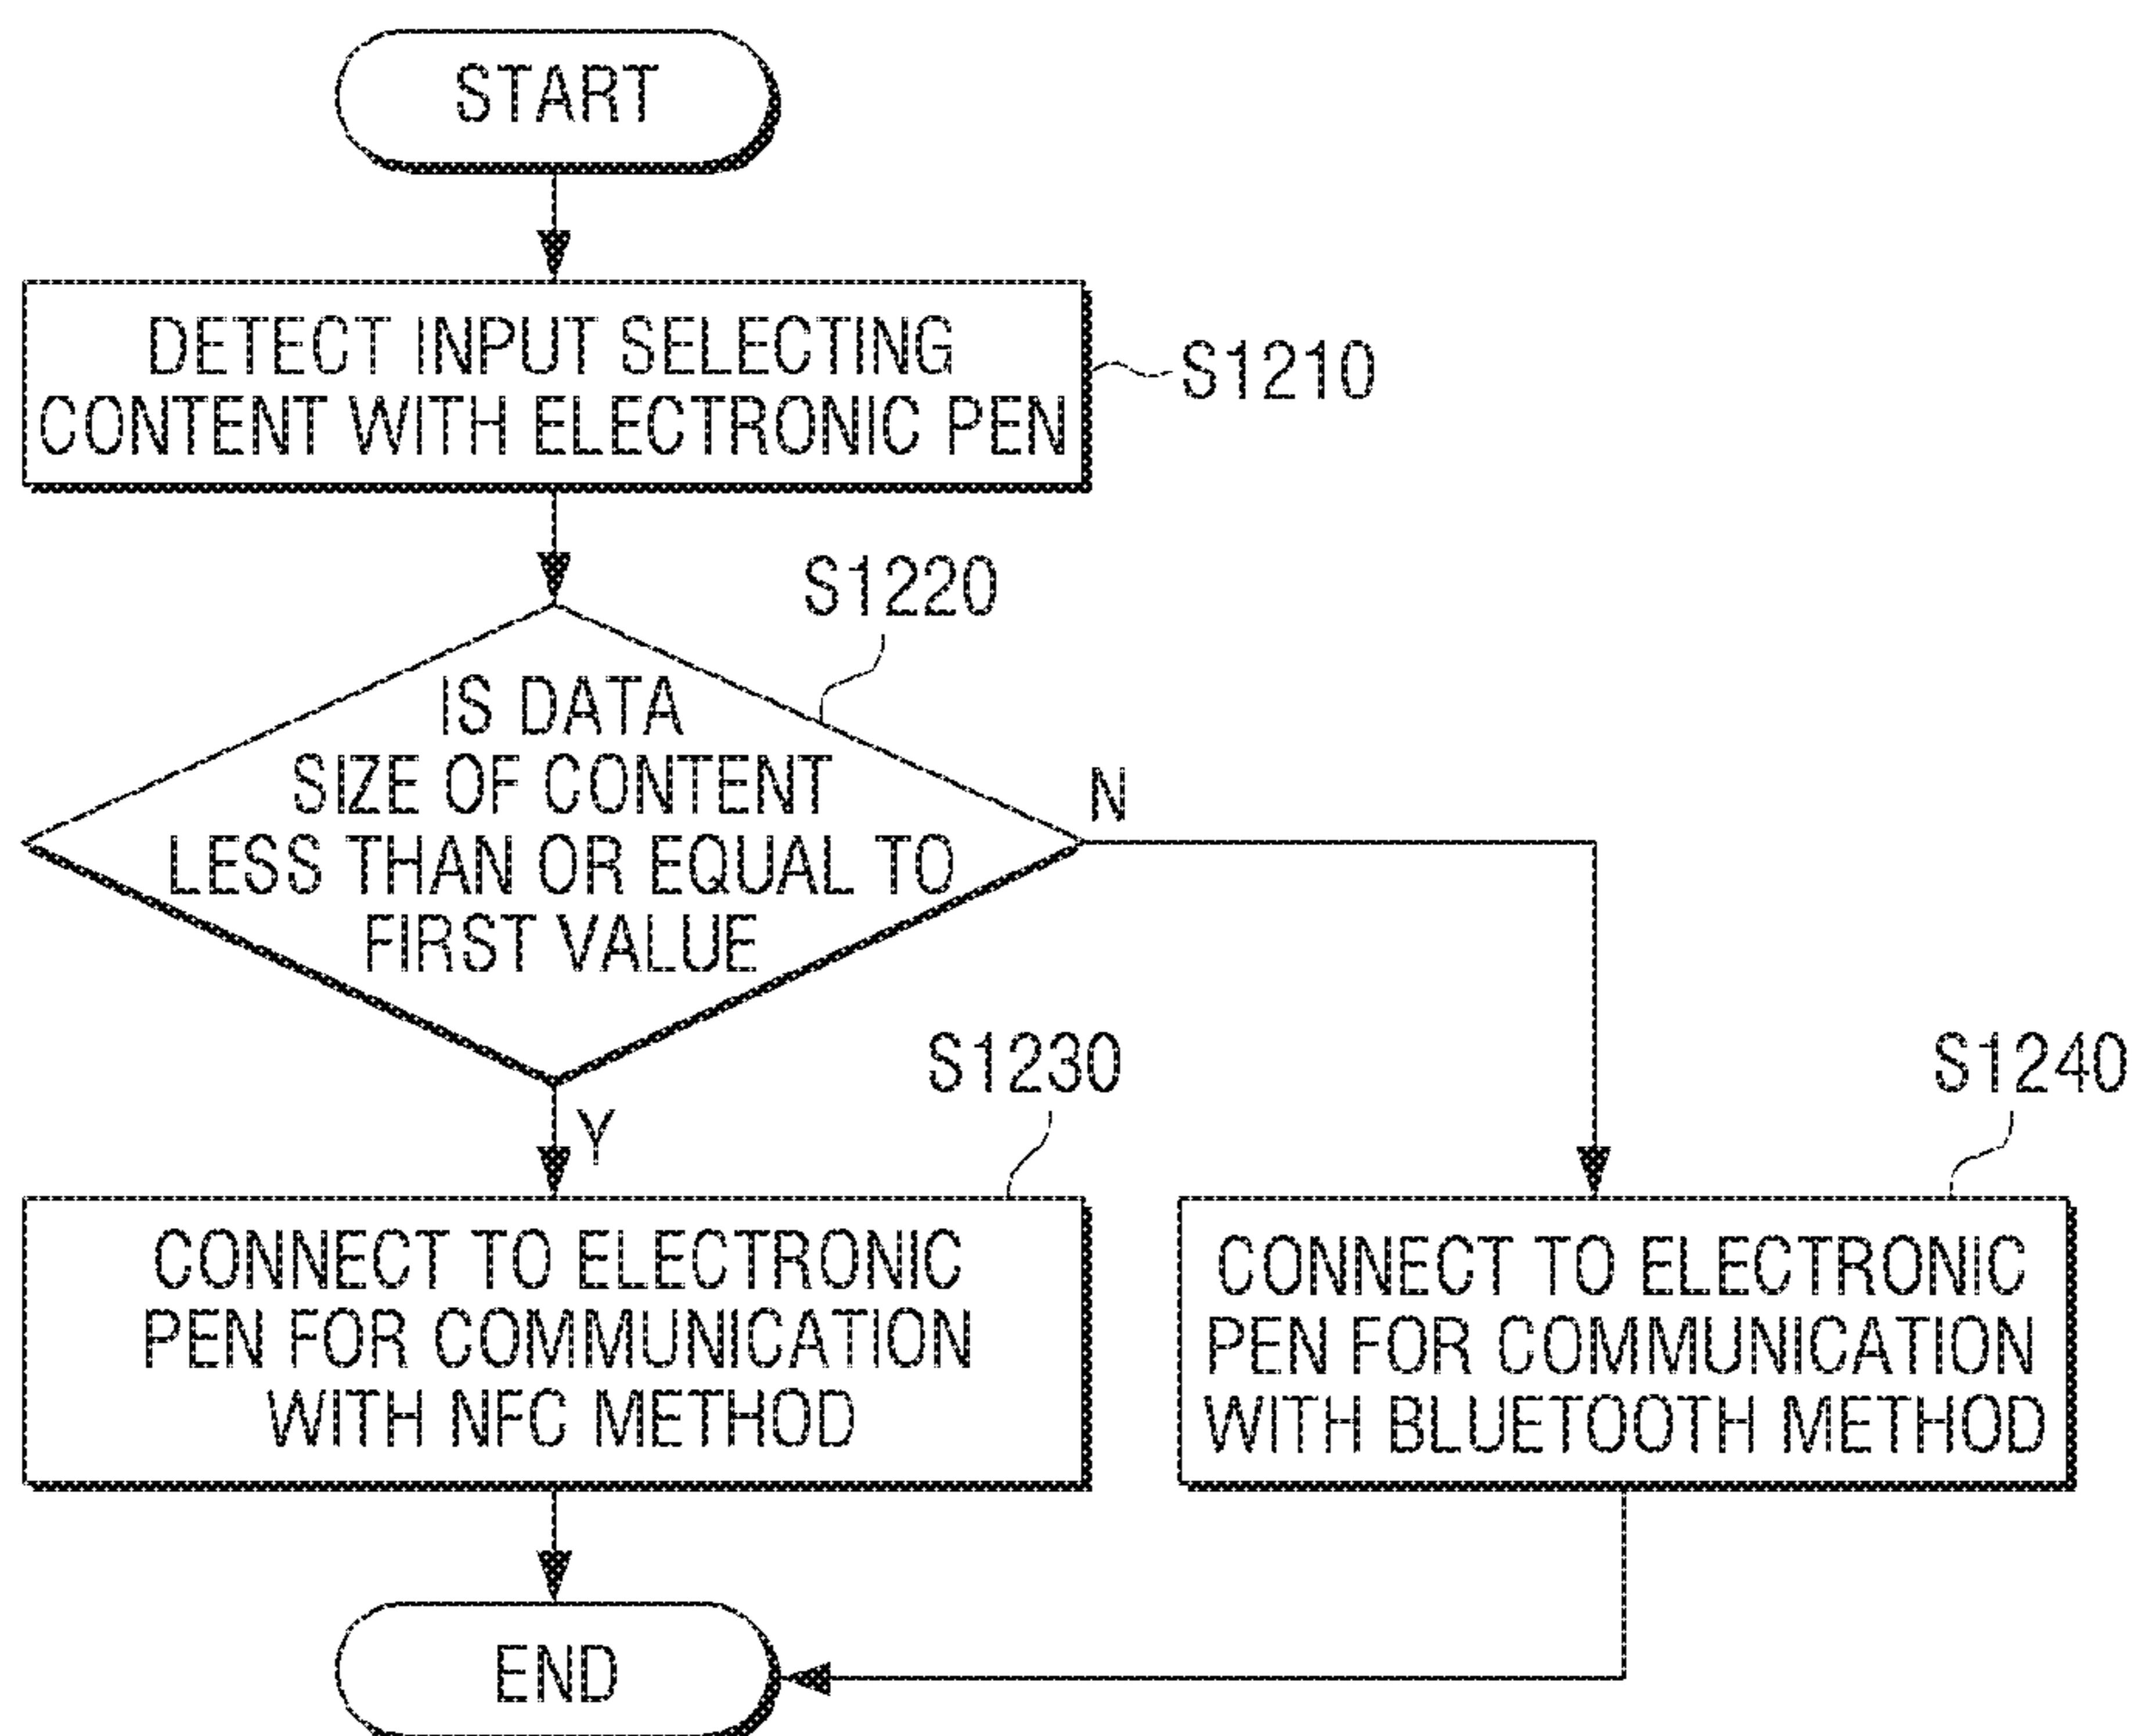 START
DETECT INPUT SELECTING
CONTENT WITH ELECTRONIC PEN
S1210
S1220
IS DATA
SIZE OF CONTENT
LESS THAN OR EQUAL TO
FIRST VALUE
N
Y
S1230
CONNECT TO ELECTRONIC
PEN FOR COMMUNICATION
WITH NFC METHOD
S1240
CONNECT TO ELECTRONIC
PEN FOR COMMUNICATION
WITH BLUETOOTH METHOD
END